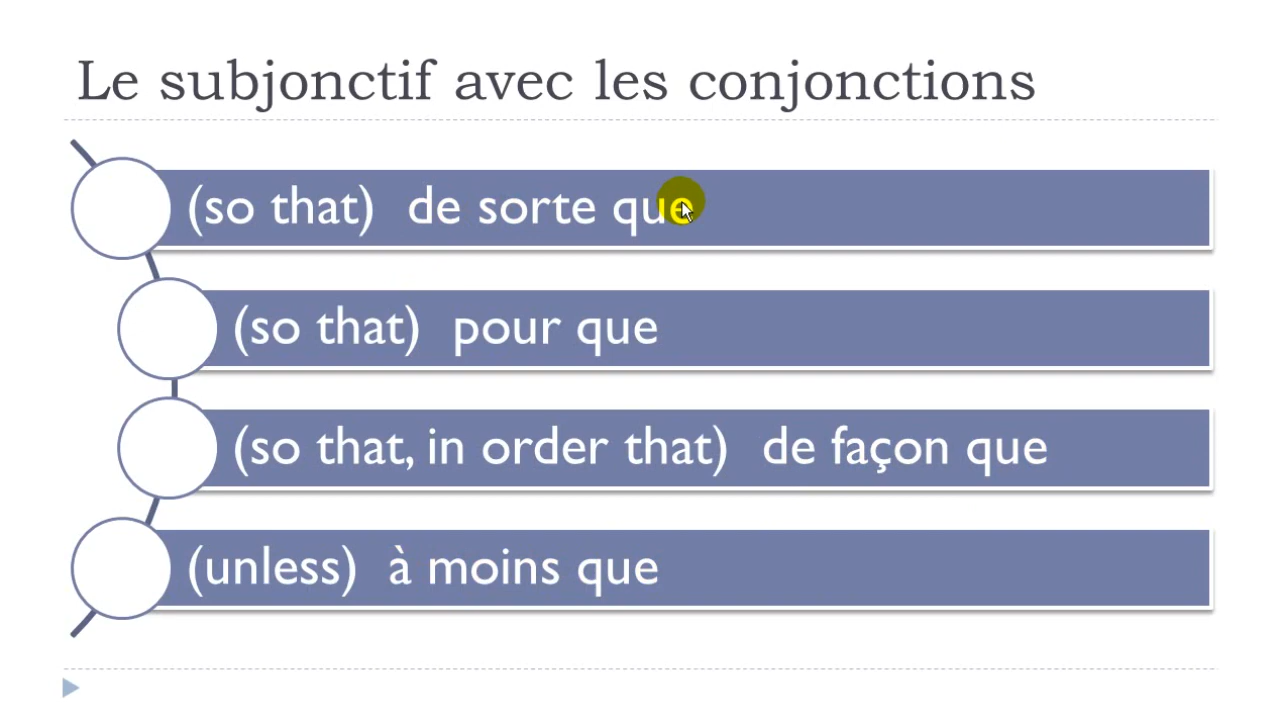 Le subjonctif avec les conjonctions
(so that) de sorte que
(so that) pour que
(so that, in order that) de façon que
(unless) à moins que